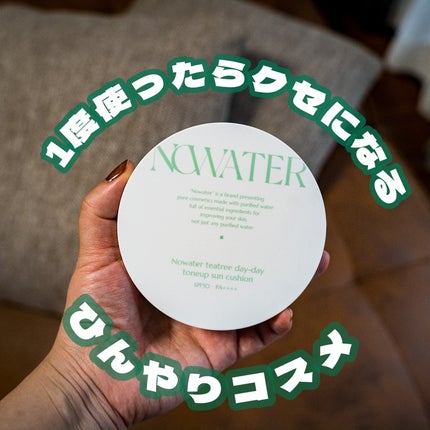 1度使ったらクセになる
NOWATER
"Nowater" is a brand presenting
pure cosmetics made with purified water
full of essential ingredients for
improving your skin,
not just any purified water.
Nowater teatree day-day
toneup sun cushion
SPF50 · PA++++
ひんやりコスメ